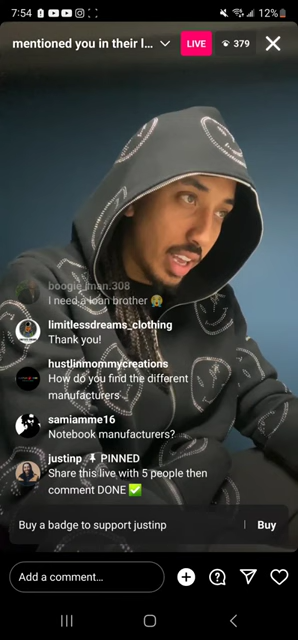 7:54 12%
mentioned you in their l... LIVE 379
boogie_man.308
I need a loan brother 😥
limitlessdreams_clothing
Thank you!
hustlinmommycreations
How do you find the different
manufacturers
samiamme16
Notebook manufacturers?
justinp_ PINNED
Share this live with 5 people then
comment DONE ✅
Buy a badge to support justinp Buy
Add a comment...